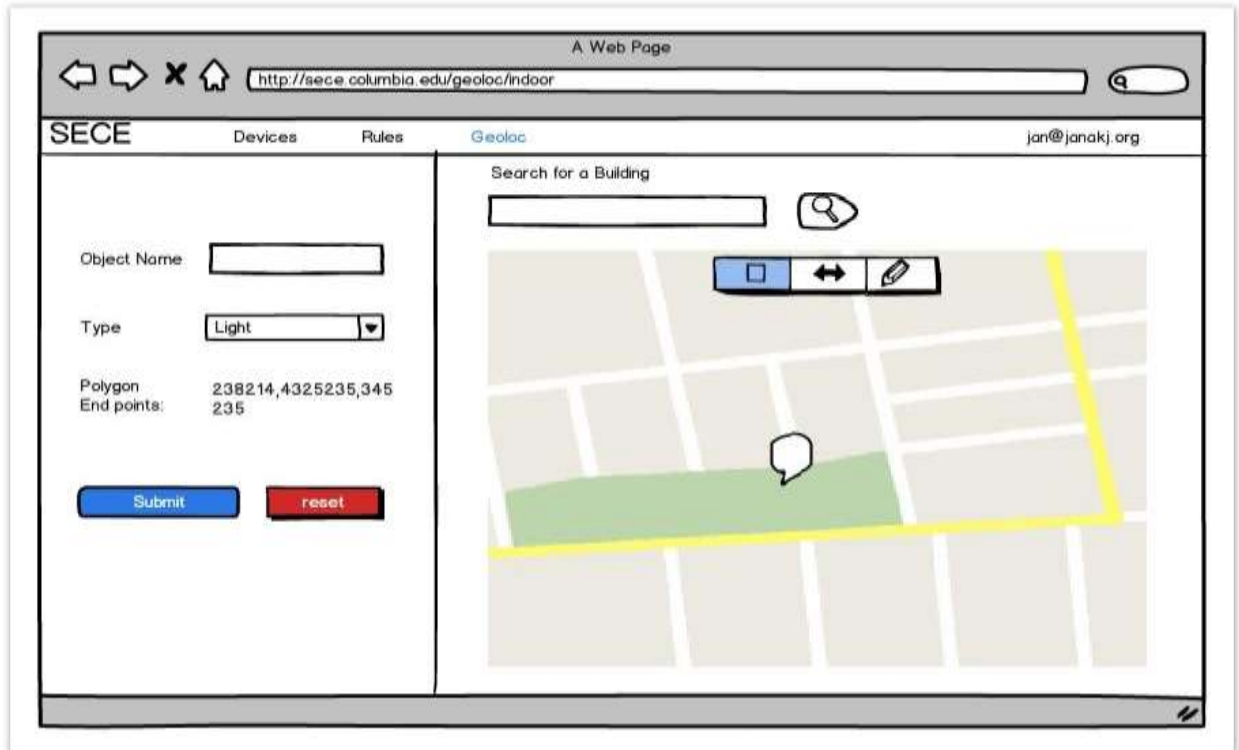 A Web Page
http://sece.columbia.edu/geoloc/indoor
SECE Devices Rules Geoloc jan@janakj.org
Search for a Building
Object Name
Type Light
Polygon
End points:
238214,4325235,345
235
Submit reset